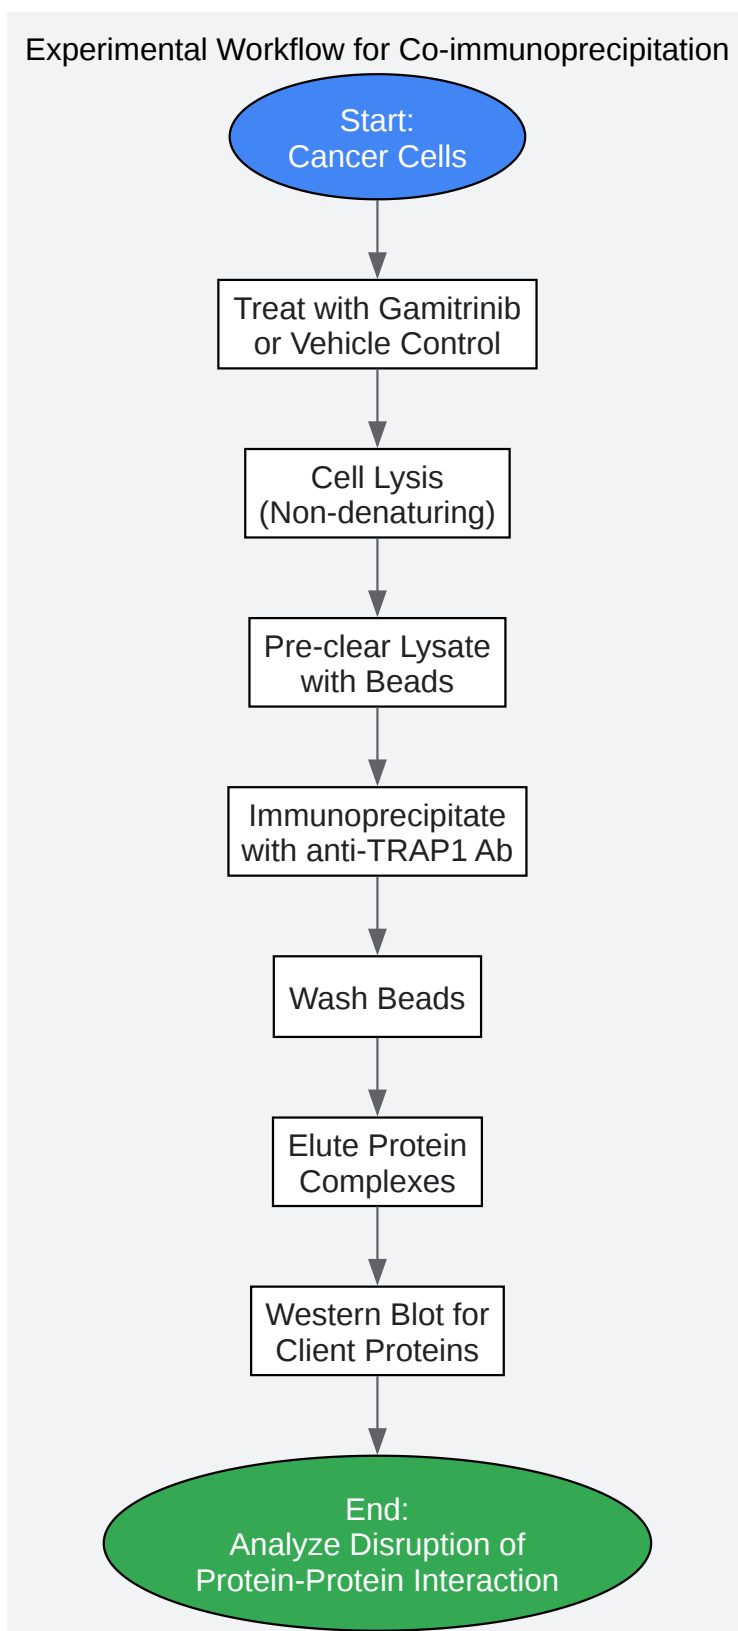 Experimental Workflow for Co-immunoprecipitation
Start:
Cancer Cells
Treat with Gamitrinib
or Vehicle Control
Cell Lysis
(Non-denaturing)
Pre-clear Lysate
with Beads
Immunoprecipitate
with anti-TRAP1 Ab
Wash Beads
Elute Protein
Complexes
Western Blot for
Client Proteins
End:
Analyze Disruption of
Protein-Protein Interaction